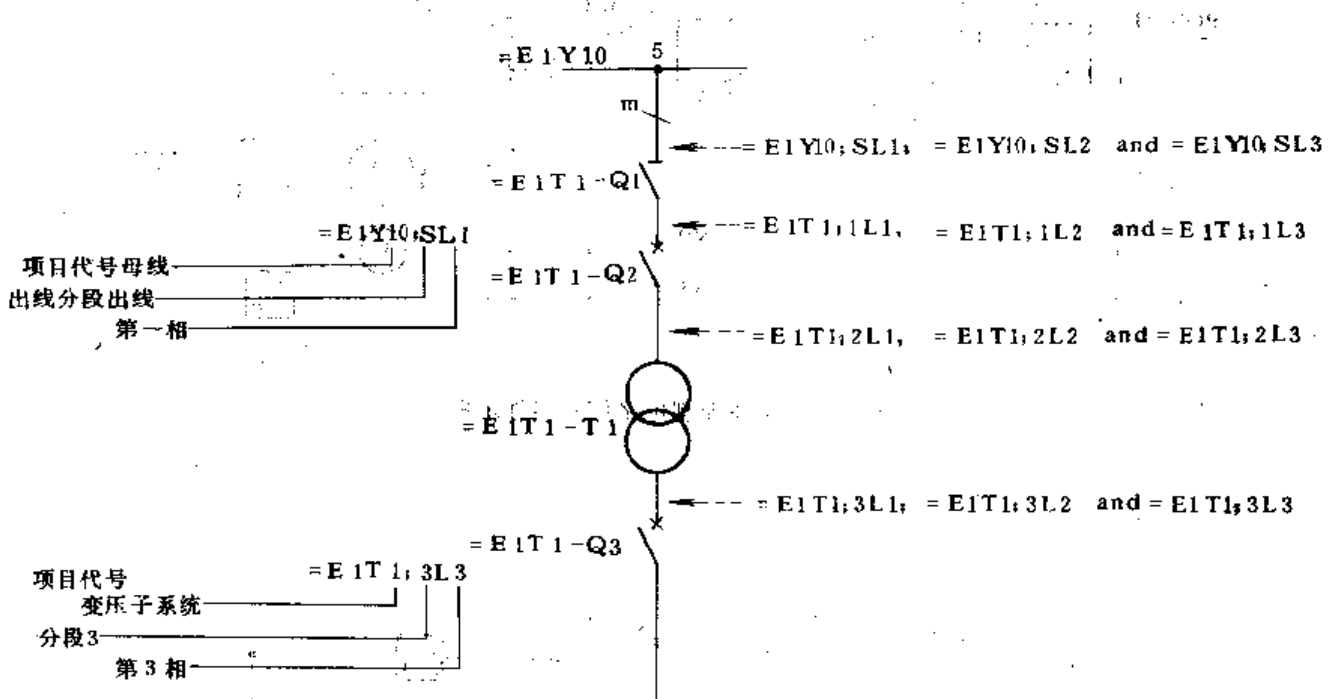 =E1Y10 5
m
=E1Y10;SL1, =E1Y10;SL2 and =E1Y10;SL3
=E1T1-Q1
=E1T1;1L1, =E1T1;1L2 and =E1T1;1L3
=E1Y10;SL1
项目代号母线
=E1T1-Q2
出线分段出线
第一相
=E1T1;2L1, =E1T1;2L2 and =E1T1;2L3
=E1T1-T1
=E1T1;3L1; =E1T1;3L2 and =E1T1;3L3
=E1T1-Q3
=E1T1;3L3
项目代号
变压子系统
分段3
第3相